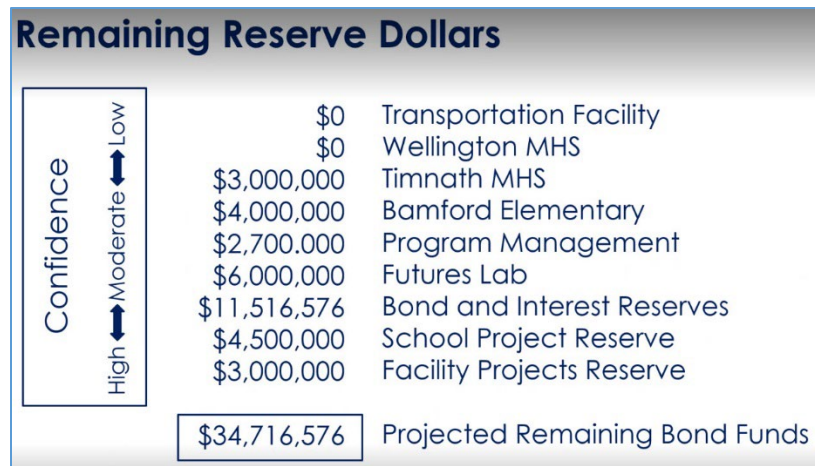 Remaining Reserve Dollars
Confidence
High ↔ Moderate ↔ Low
$0 Transportation Facility
$0 Wellington MHS
$3,000,000 Timnath MHS
$4,000,000 Bamford Elementary
$2,700.000 Program Management
$6,000,000 Futures Lab
$11,516,576 Bond and Interest Reserves
$4,500,000 School Project Reserve
$3,000,000 Facility Projects Reserve
$34,716,576 Projected Remaining Bond Funds